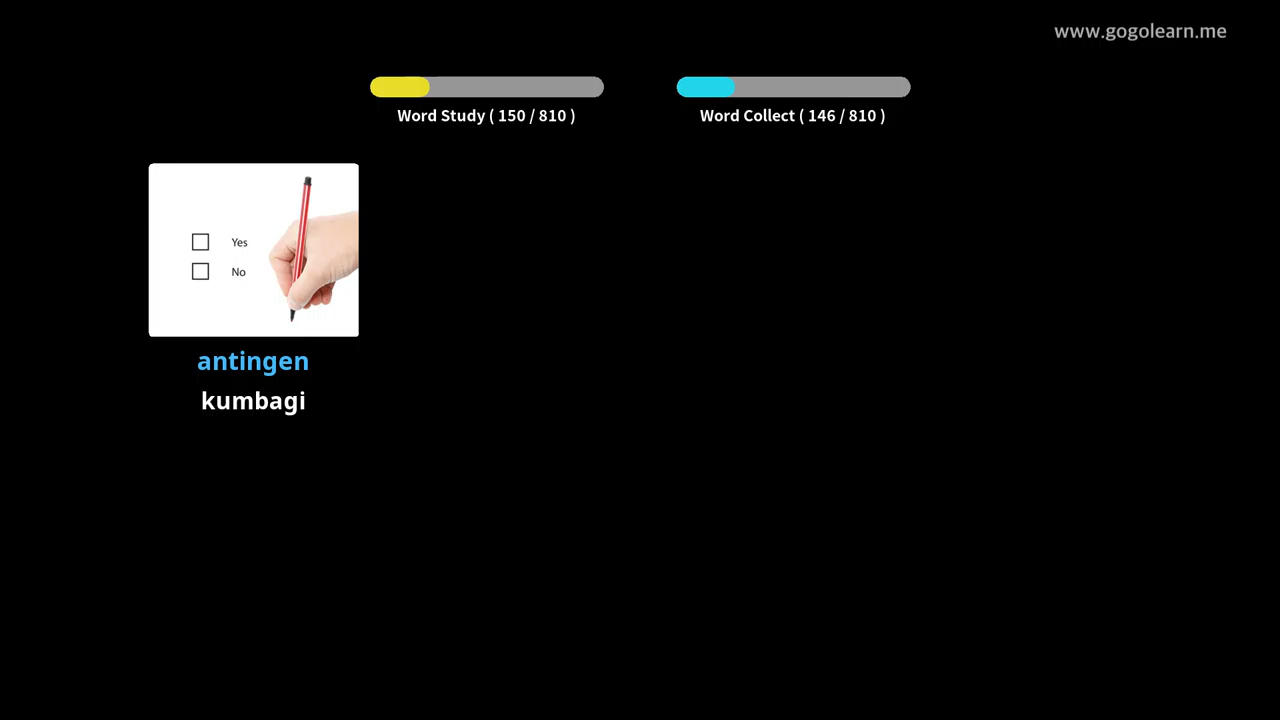 www.gogolearn.me
Word Study ( 150 / 810 )
Word Collect ( 146 / 810 )
Yes
No
antingen
kumbagi